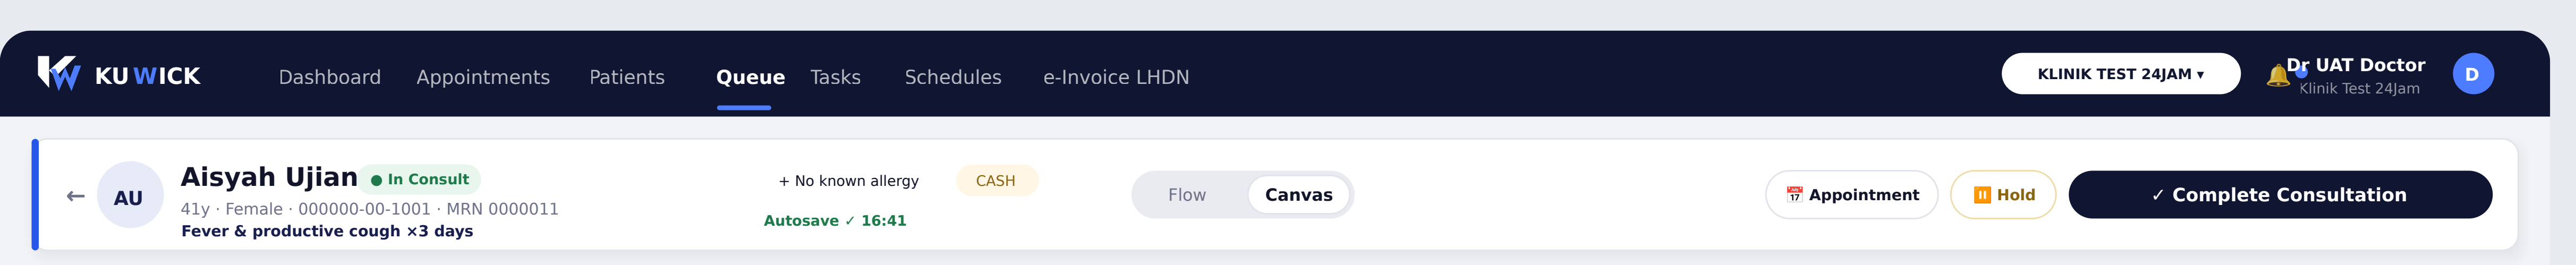 KUWICK Dashboard Appointments Patients Queue Tasks Schedules e-Invoice LHDN KLINIK TEST 24JAM ▾ 🔔 Dr UAT Doctor D
Klinik Test 24Jam
← AU Aisyah Ujian ● In Consult + No known allergy CASH Flow Canvas 📅 Appointment ⏸ Hold ✓ Complete Consultation
41y · Female · 000000-00-1001 · MRN 0000011
Autosave ✓ 16:41
Fever & productive cough ×3 days